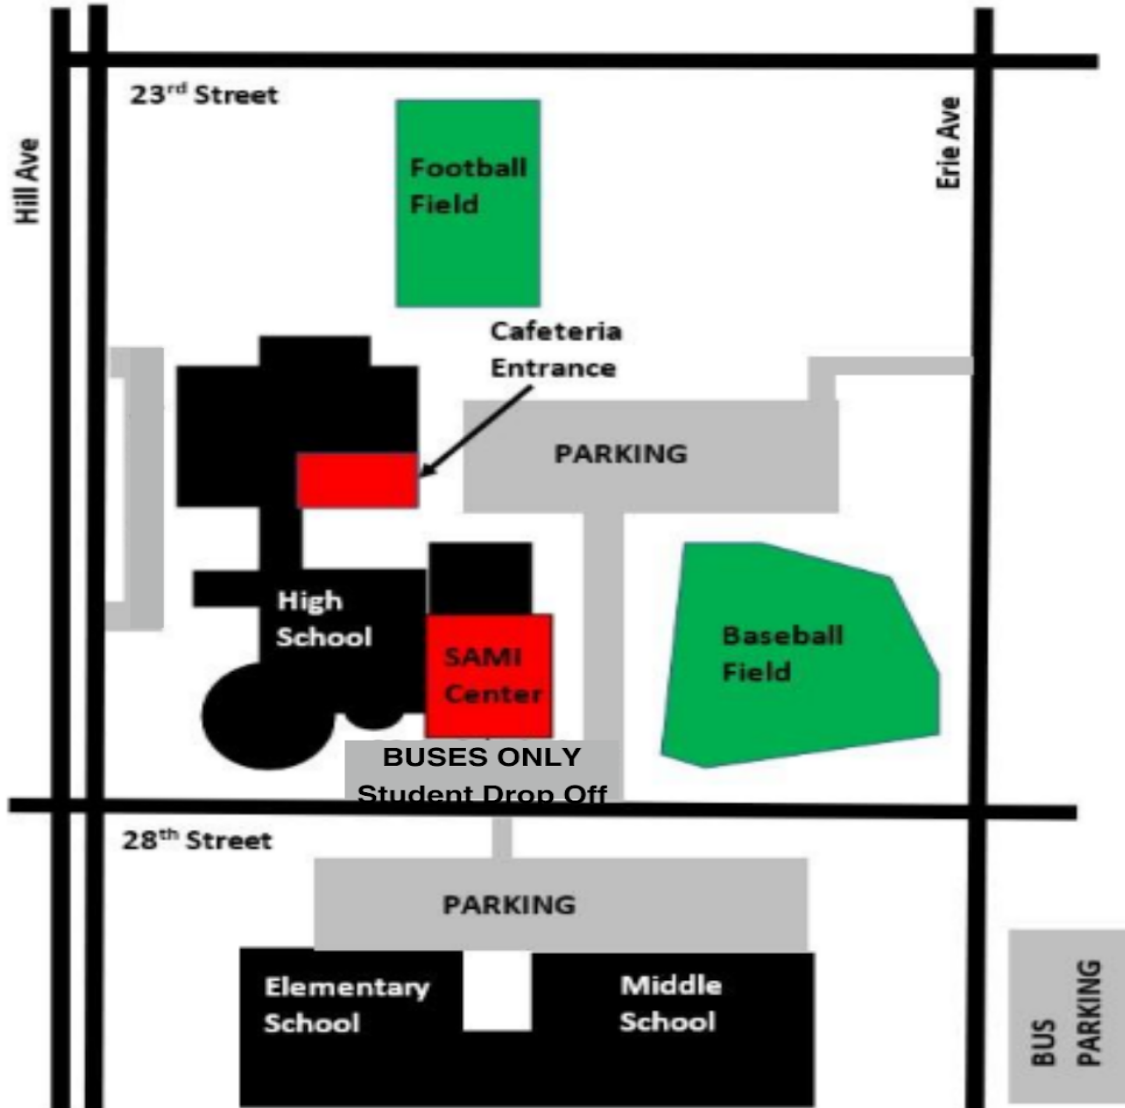 23rd Street
Hill Ave
Erie Ave
Football
Field
Cafeteria
Entrance
PARKING
High
School
SAMI
Center
Baseball
Field
BUSES ONLY
Student Drop Off
28th Street
PARKING
Elementary
School
Middle
School
BUS
PARKING